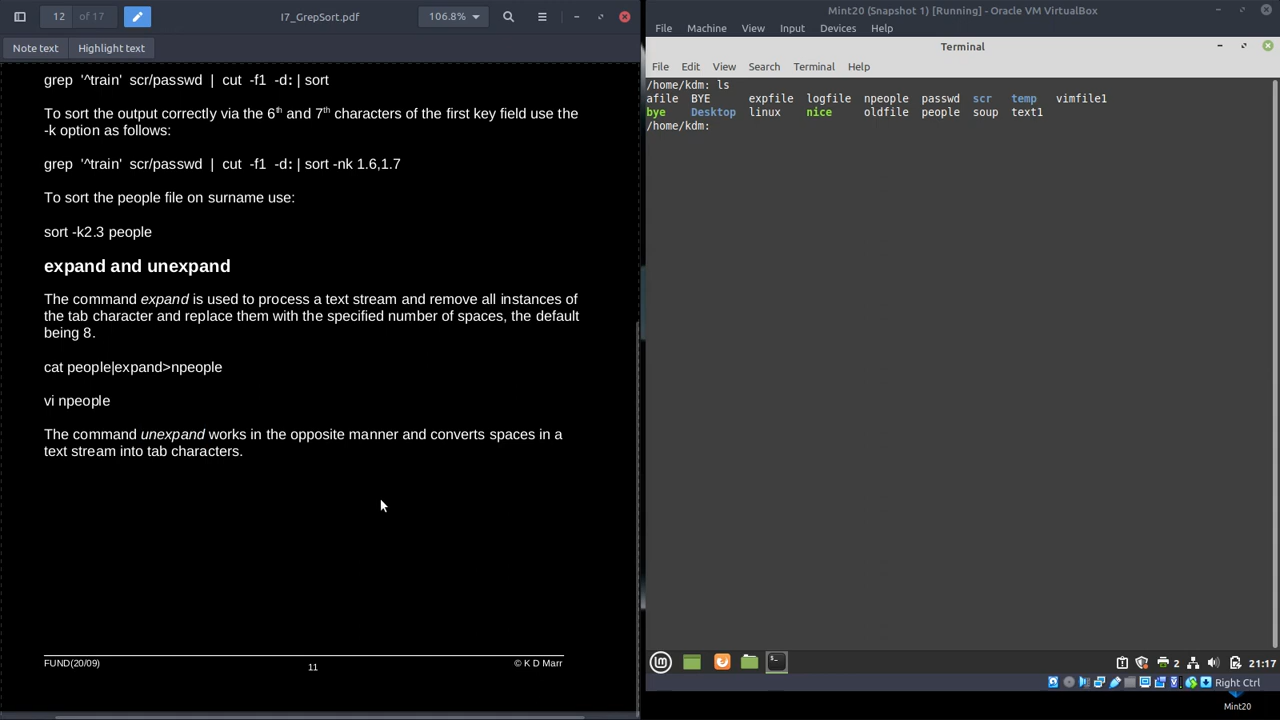 12 of 17
I7_GrepSort.pdf
106.8%
Note text Highlight text
grep '^train' scr/passwd | cut -f1 -d: | sort
To sort the output correctly via the 6th and 7th characters of the first key field use the
-k option as follows:
grep '^train' scr/passwd | cut -f1 -d: | sort -nk 1.6,1.7
To sort the people file on surname use:
sort -k2.3 people
expand and unexpand
The command expand is used to process a text stream and remove all instances of
the tab character and replace them with the specified number of spaces, the default
being 8.
cat people|expand>npeople
vi npeople
The command unexpand works in the opposite manner and converts spaces in a
text stream into tab characters.
FUND(20/09) 11 © K D Marr
Mint20 (Snapshot 1) [Running] - Oracle VM VirtualBox
File Machine View Input Devices Help
Terminal
File Edit View Search Terminal Help
/home/kdm: ls
afile BYE expfile logfile npeople passwd scr temp vimfile1
bye Desktop linux nice oldfile people soup text1
/home/kdm:
2 21:17
Right Ctrl
Mint20